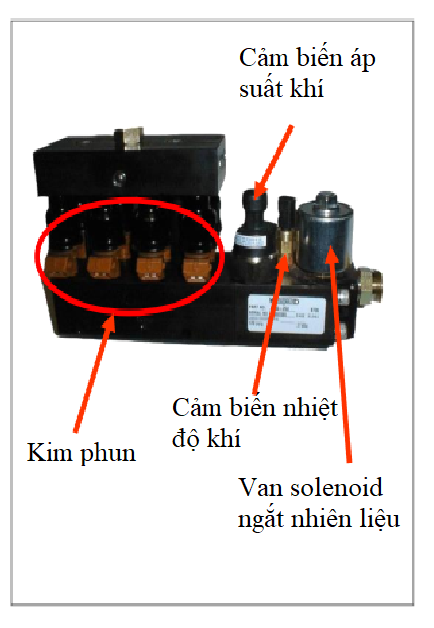 Cảm biến áp
suất khí
Cảm biến nhiệt
độ khí
Kim phun
Van solenoid
ngắt nhiên liệu